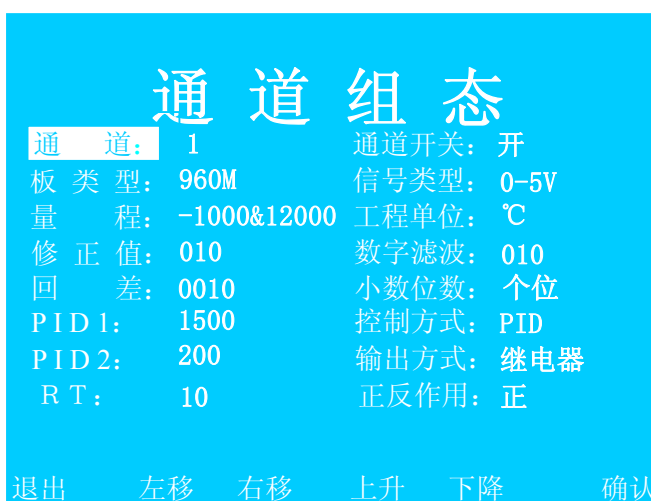 通道组态
通道： 1 通道开关： 开
板类型： 960M 信号类型： 0-5V
量程： -1000&12000 工程单位： ℃
修正值： 010 数字滤波： 010
回差： 0010 小数位数： 个位
PID1： 1500 控制方式： PID
PID2： 200 输出方式： 继电器
RT： 10 正反作用： 正
退出 左移 右移 上升 下降 确认